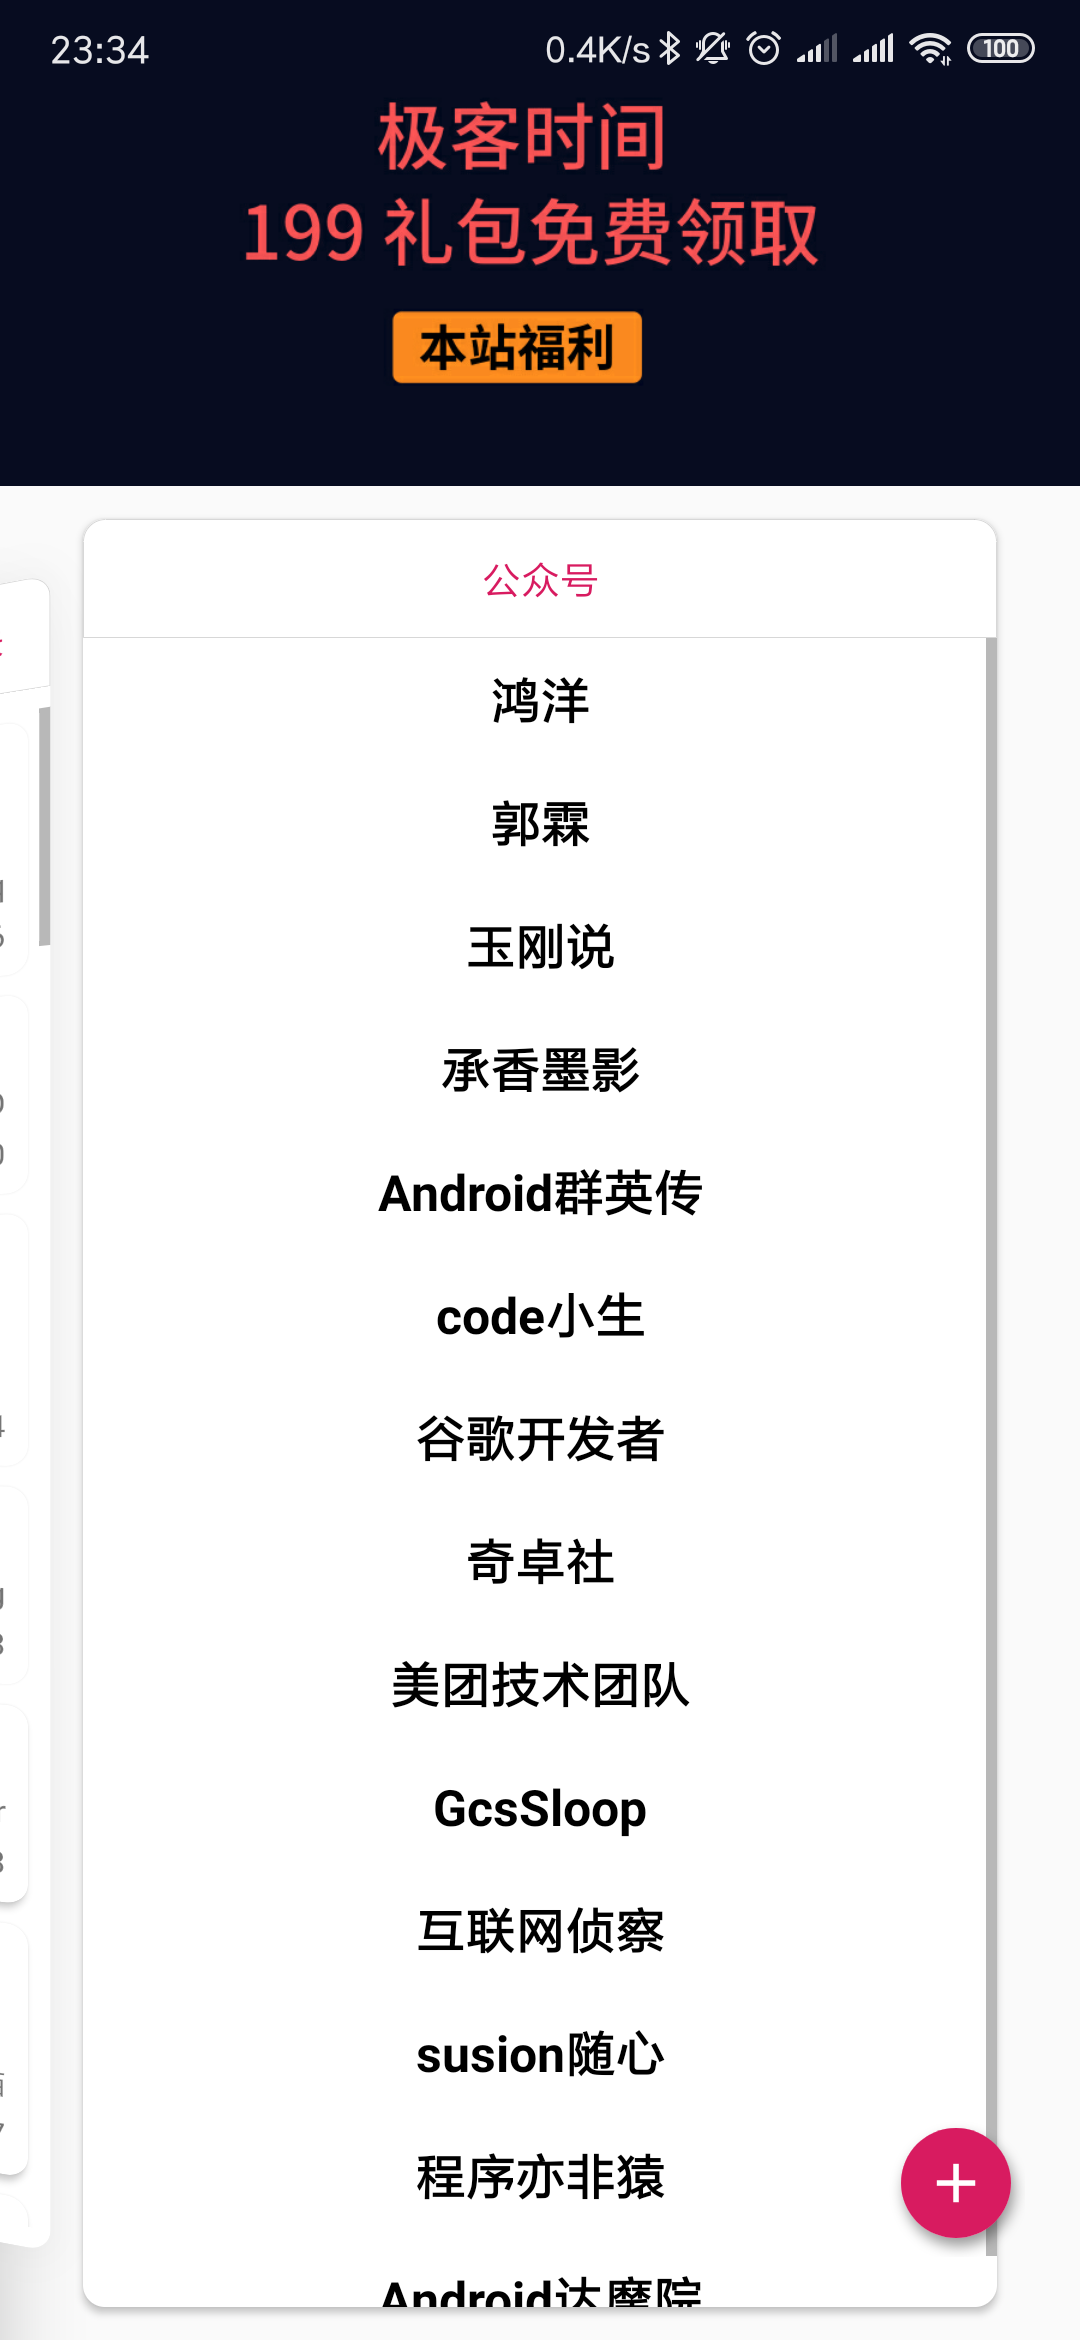 23:34
0.4K/s
100
极客时间
199 礼包免费领取
本站福利
公众号
鸿洋
郭霖
玉刚说
承香墨影
Android群英传
code小生
谷歌开发者
奇卓社
美团技术团队
GcsSloop
互联网侦察
susion随心
程序亦非猿
Android达摩院